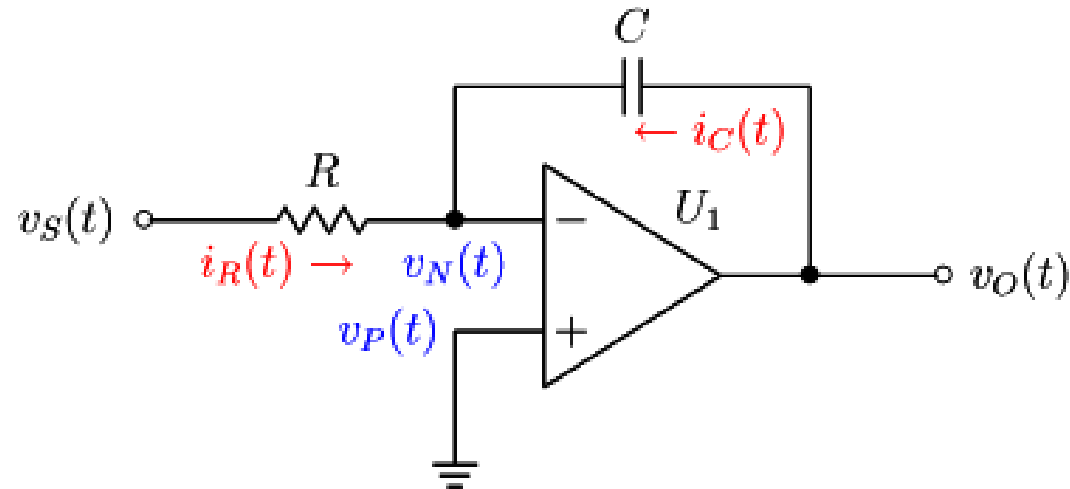 C
← i_C(t)
R
U_1
v_S(t)
−
i_R(t) →
v_N(t)
v_O(t)
v_P(t)
+